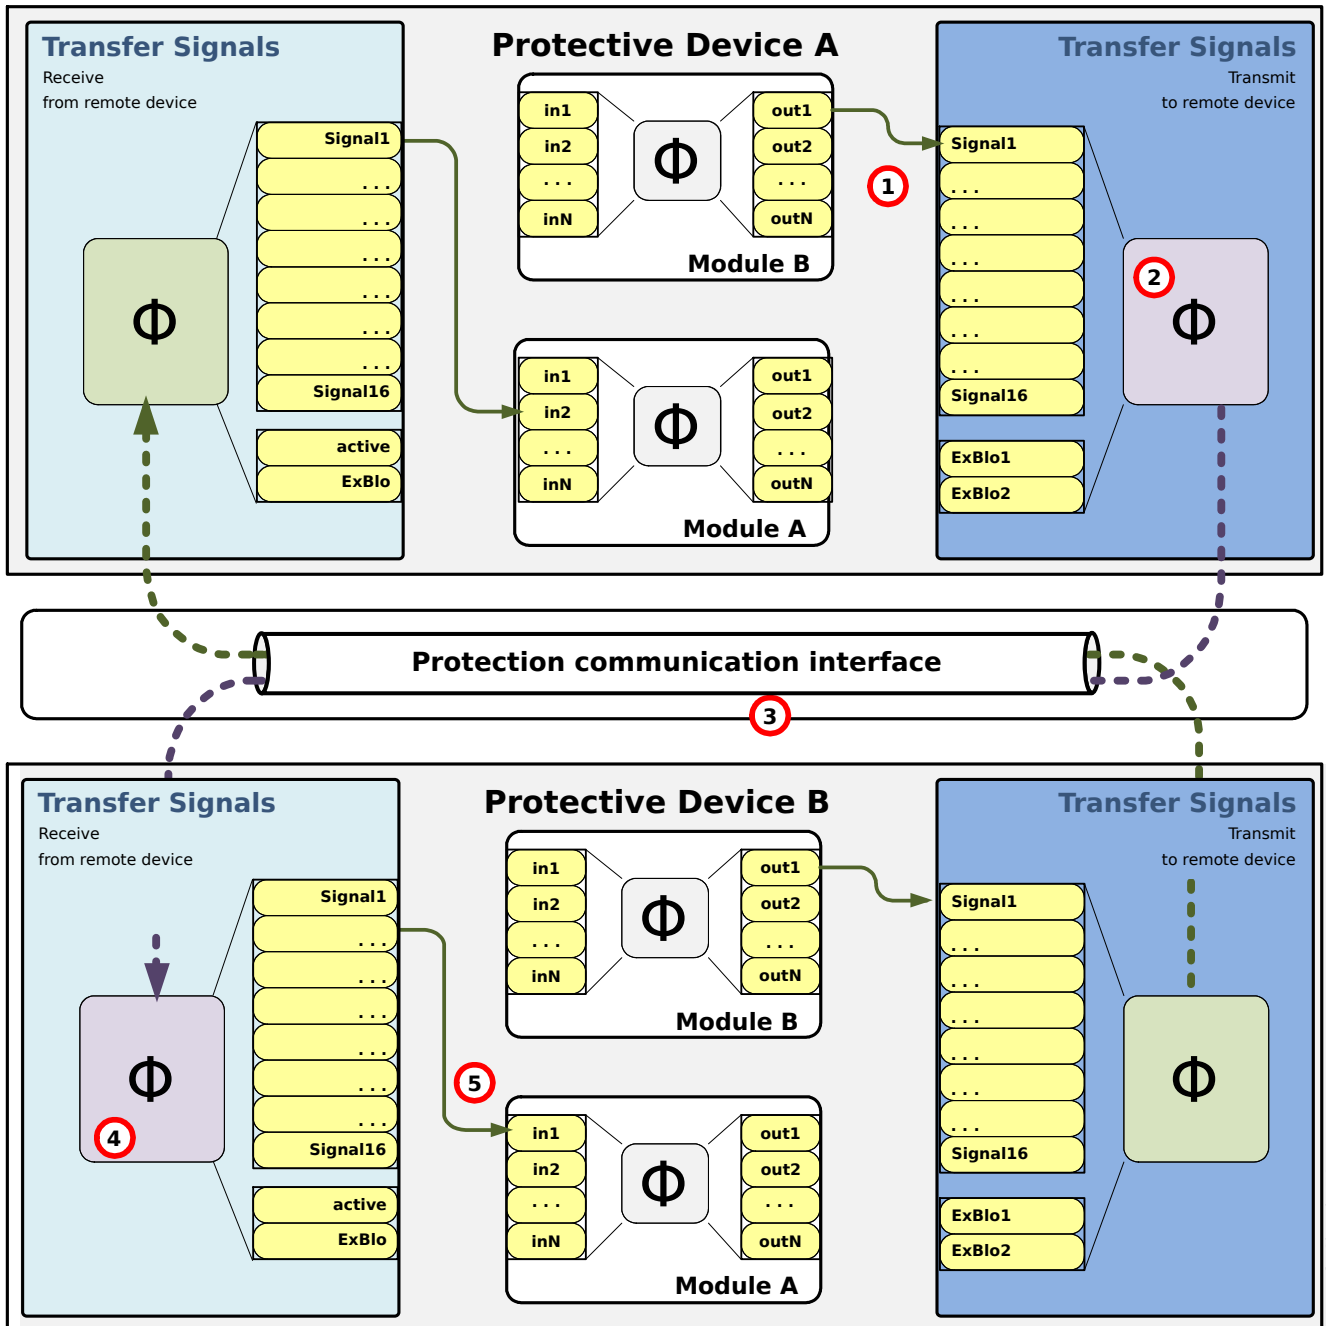 Transfer Signals
Receive
from remote device
Signal1
. . .
. . .
. . .
. . .
. . .
. . .
Signal16
active
ExBlo
Φ
Protective Device A
in1
in2
. . .
inN
Φ
out1
out2
. . .
outN
Module B
in1
in2
. . .
inN
Φ
out1
out2
. . .
outN
Module A
1
Transfer Signals
Transmit
to remote device
Signal1
. . .
. . .
. . .
. . .
. . .
. . .
Signal16
ExBlo1
ExBlo2
2
Φ
Protection communication interface
3
Transfer Signals
Receive
from remote device
Signal1
. . .
. . .
. . .
. . .
. . .
. . .
Signal16
active
ExBlo
Φ
4
Protective Device B
in1
in2
. . .
inN
Φ
out1
out2
. . .
outN
Module B
5
in1
in2
. . .
inN
Φ
out1
out2
. . .
outN
Module A
Transfer Signals
Transmit
to remote device
Signal1
. . .
. . .
. . .
. . .
. . .
. . .
Signal16
ExBlo1
ExBlo2
Φ